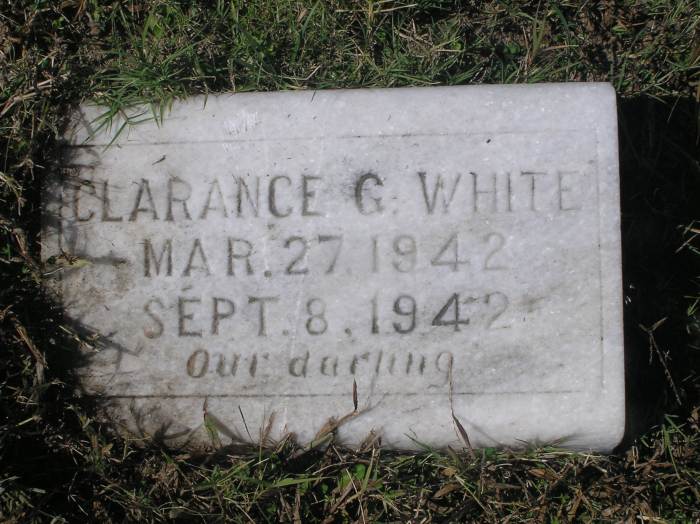 CLARANCE G. WHITE
MAR. 27, 1942
SEPT. 8, 1942
Our darling